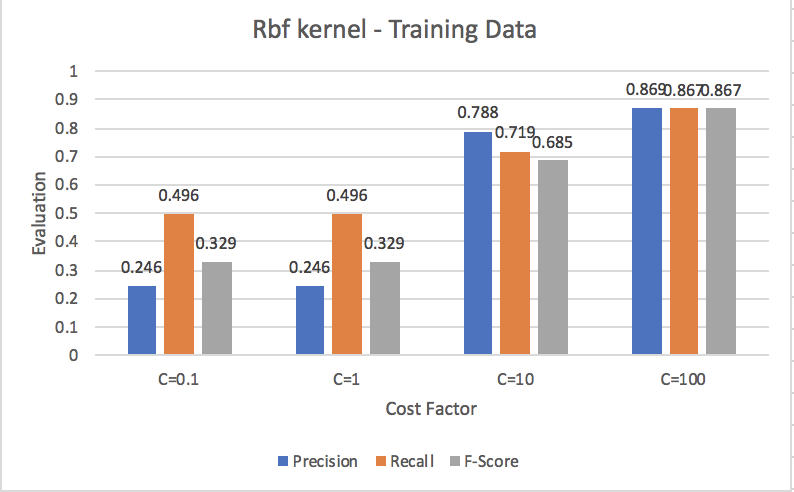 Rbf kernel - Training Data
Evaluation
1
0.9
0.8
0.7
0.6
0.5
0.4
0.3
0.2
0.1
0
0.246 0.496 0.329
0.246 0.496 0.329
0.788 0.719 0.685
0.869 0.867 0.867
C=0.1 C=1 C=10 C=100
Cost Factor
Precision Recall F-Score